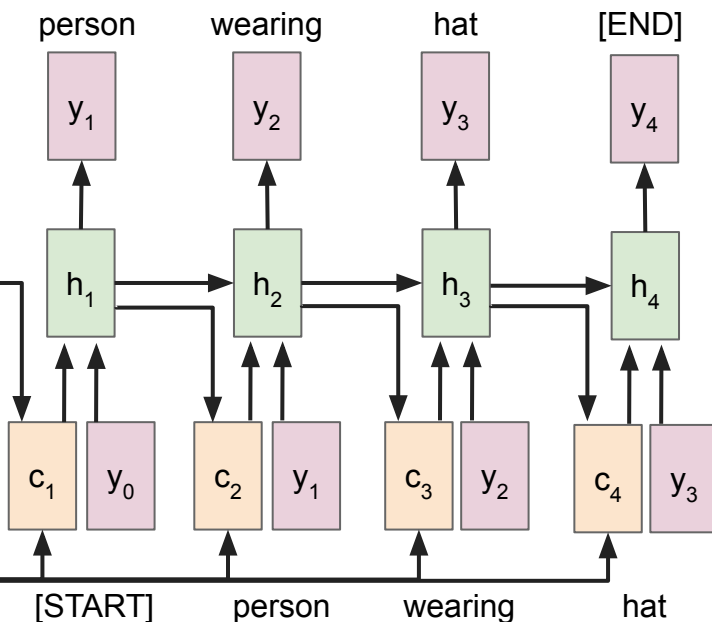 person wearing hat [END]
y1 y2 y3 y4
h1 h2 h3 h4
c1 y0 c2 y1 c3 y2 c4 y3
[START] person wearing hat